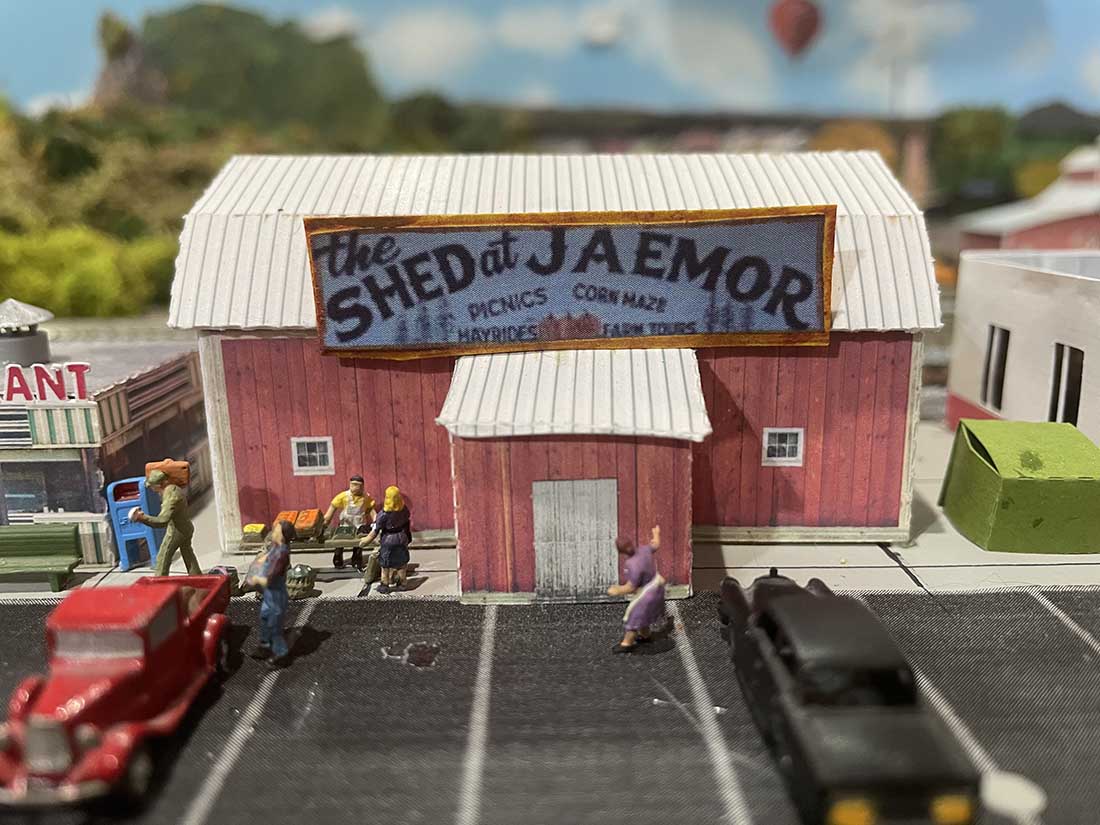 the
SHED at JAEMOR
PICNICS CORN MAZE
HAYRIDES FARM TOURS
ANT